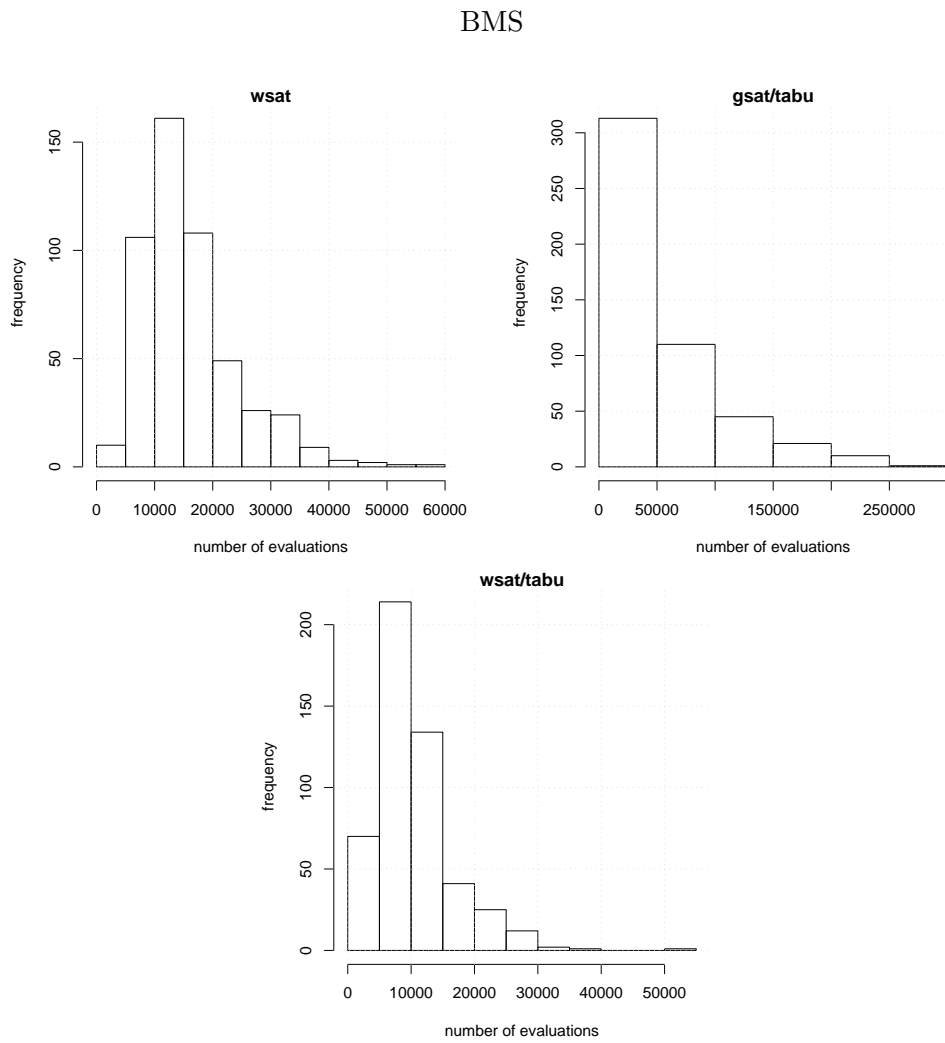 BMS
wsat
frequency
0 50 100 150
0 10000 20000 30000 40000 50000 60000
number of evaluations
gsat/tabu
frequency
0 50 100 150 200 250 300
0 50000 150000 250000
number of evaluations
wsat/tabu
frequency
0 50 100 150 200
0 10000 20000 30000 40000 50000
number of evaluations